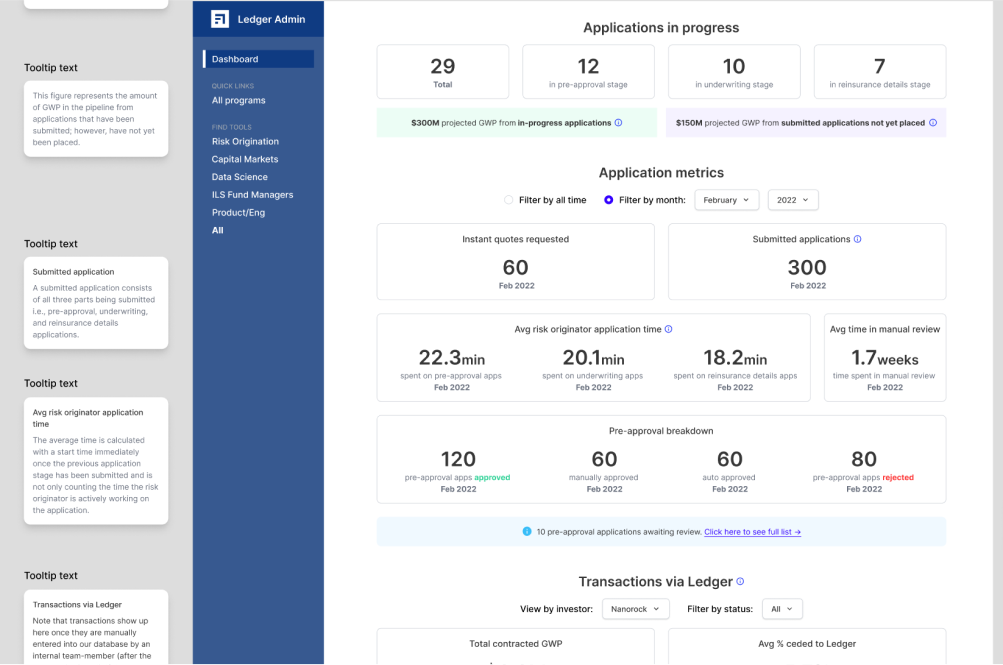 Tooltip text
This figure represents the amount
of GWP in the pipeline from
applications that have been
submitted; however, have not yet
been placed.
Tooltip text
Submitted application
A submitted application consists
of all three parts being submitted
i.e., pre-approval, underwriting,
and reinsurance details
applications.
Tooltip text
Avg risk originator application
time
The average time is calculated
with a start time immediately
once the previous application
stage has been submitted and is
not only counting the time the risk
originator is actively working on
the application.
Tooltip text
Transactions via Ledger
Note that transactions show up
here once they are manually
entered into our database by an
internal team-member (after the
Ledger Admin
Dashboard
QUICK LINKS
All programs
FIND TOOLS
Risk Origination
Capital Markets
Data Science
ILS Fund Managers
Product/Eng
All
Applications in progress
29
Total
12
in pre-approval stage
10
in underwriting stage
7
in reinsurance details stage
$300M projected GWP from in-progress applications
$150M projected GWP from submitted applications not yet placed
Application metrics
Filter by all time
Filter by month:
February
2022
Instant quotes requested
60
Feb 2022
Submitted applications
300
Feb 2022
Avg risk originator application time
22.3min
spent on pre-approval apps
Feb 2022
20.1min
spent on underwriting apps
Feb 2022
18.2min
spent on reinsurance details apps
Feb 2022
Avg time in manual review
1.7weeks
time spent in manual review
Feb 2022
Pre-approval breakdown
120
pre-approval apps approved
Feb 2022
60
manually approved
Feb 2022
60
auto approved
Feb 2022
80
pre-approval apps rejected
Feb 2022
10 pre-approval applications awaiting review. Click here to see full list →
Transactions via Ledger
View by investor:
Nanorock
Filter by status:
All
Total contracted GWP
Avg % ceded to Ledger